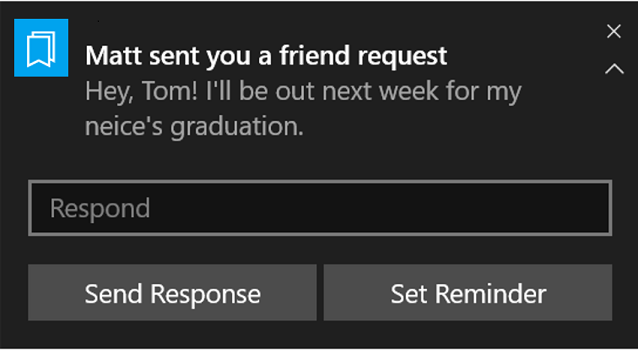 Matt sent you a friend request
Hey, Tom! I'll be out next week for my
neice's graduation.
Respond
Send Response
Set Reminder